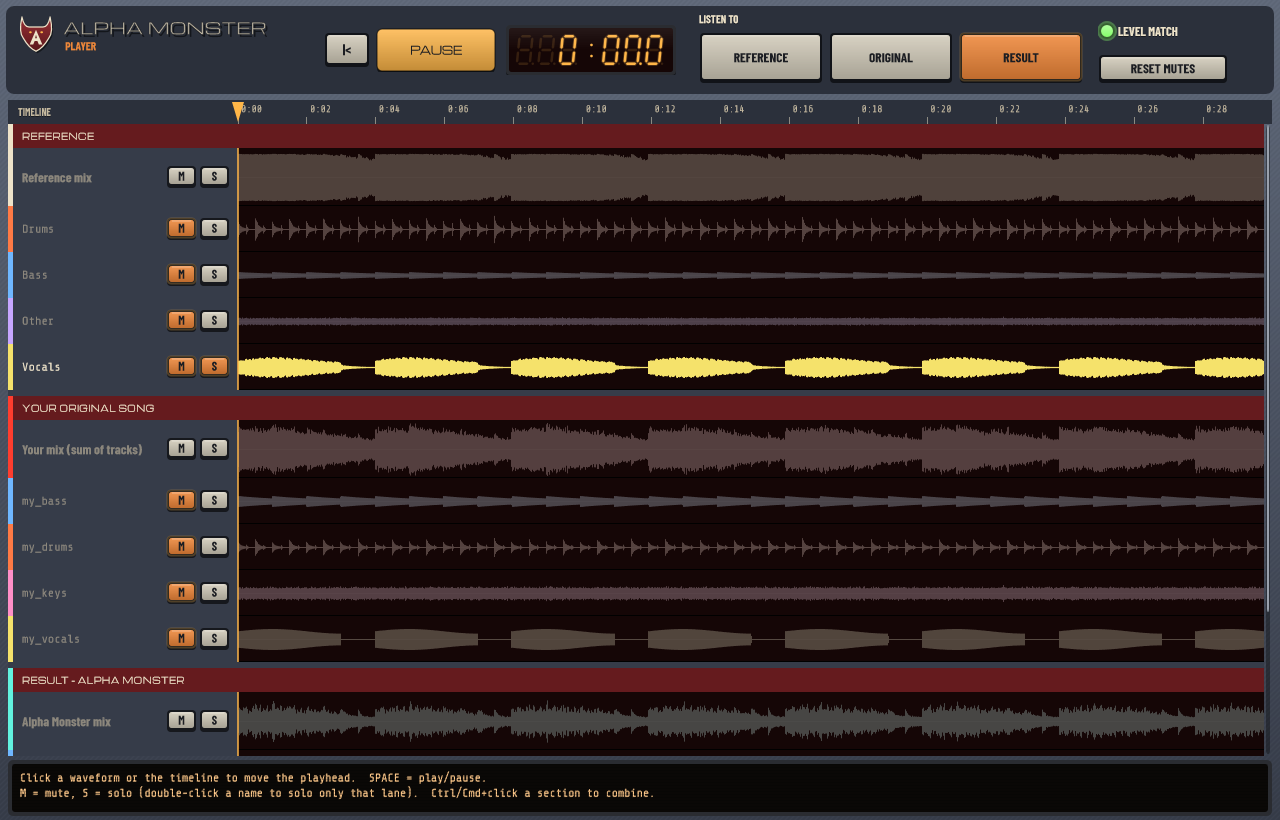 ALPHA MONSTER
PLAYER
PAUSE
0:00.0
LISTEN TO
REFERENCE
ORIGINAL
RESULT
LEVEL MATCH
RESET MUTES
TIMELINE
0:00 0:02 0:04 0:06 0:08 0:10 0:12 0:14 0:16 0:18 0:20 0:22 0:24 0:26 0:28
REFERENCE
Reference mix M S
Drums M S
Bass M S
Other M S
Vocals M S
YOUR ORIGINAL SONG
Your mix (sum of tracks) M S
my_bass M S
my_drums M S
my_keys M S
my_vocals M S
RESULT - ALPHA MONSTER
Alpha Monster mix M S
Click a waveform or the timeline to move the playhead. SPACE = play/pause.
M = mute, S = solo (double-click a name to solo only that lane). Ctrl/Cmd+click a section to combine.